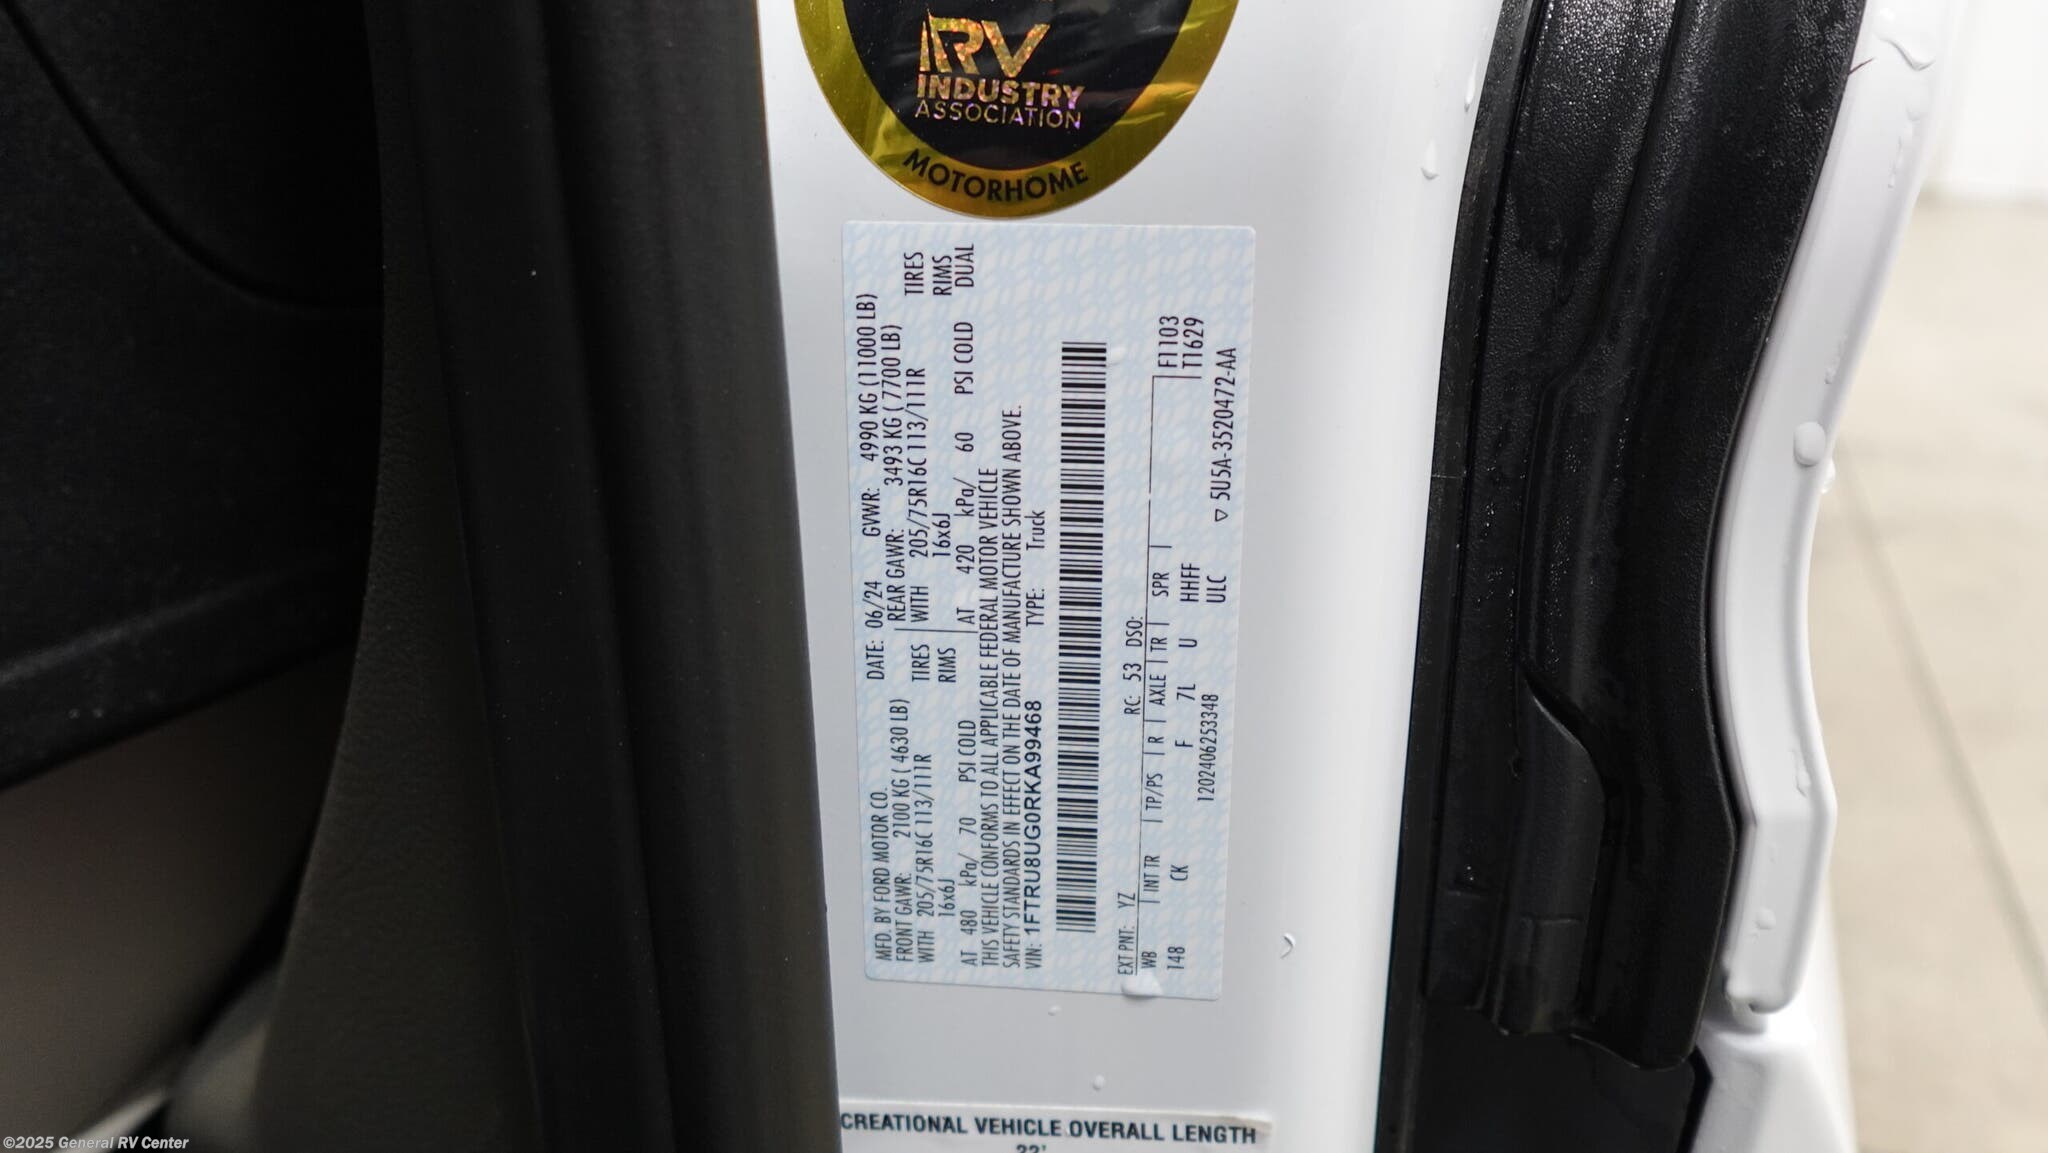 RV
INDUSTRY
ASSOCIATION
MOTORHOME
MFD. BY FORD MOTOR CO. DATE: 06/24 GVWR: 4990 KG (11000 LB)
FRONT GAWR: 2100 KG ( 4630 LB) REAR GAWR: 3493 KG ( 7700 LB)
WITH 205/75R16C 113/111R TIRES WITH 205/75R16C 113/111R TIRES
16x6J RIMS 16x6J RIMS
AT 480 kPa/ 70 PSI COLD AT 420 kPa/ 60 PSI COLD DUAL
THIS VEHICLE CONFORMS TO ALL APPLICABLE FEDERAL MOTOR VEHICLE
SAFETY STANDARDS IN EFFECT ON THE DATE OF MANUFACTURE SHOWN ABOVE.
VIN: 1FTRU8UG0RKA99468 TYPE: Truck
EXT PNT: YZ RC: 53 DSO:
WB INT TR TP/PS R AXLE TR SPR F1103
148 CK F 7L U HHFF T1629
1202406253348 ULC ▽ 5U5A-3520472-AA
CREATIONAL VEHICLE OVERALL LENGTH
22'
©2025 General RV Center